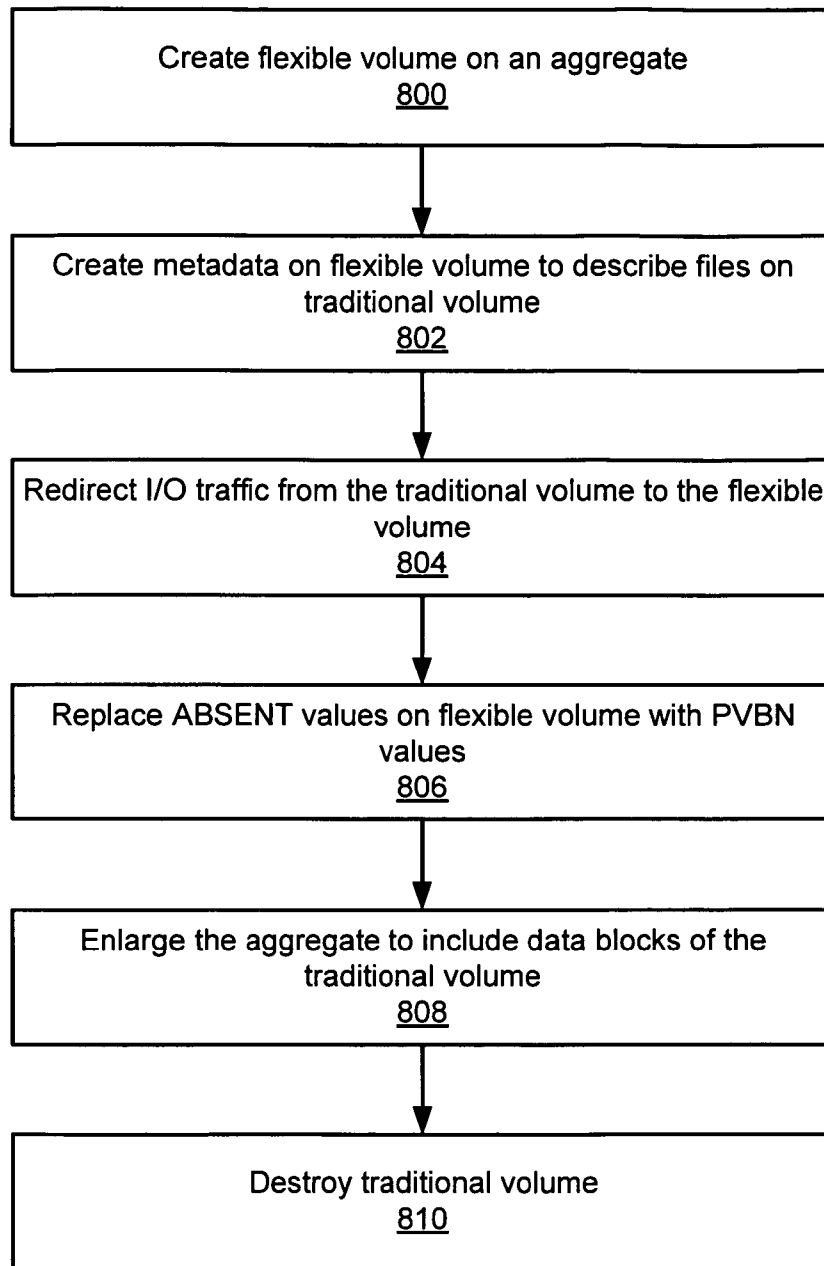 Create flexible volume on an aggregate
800
Create metadata on flexible volume to describe files on
traditional volume
802
Redirect I/O traffic from the traditional volume to the flexible
volume
804
Replace ABSENT values on flexible volume with PVBN
values
806
Enlarge the aggregate to include data blocks of the
traditional volume
808
Destroy traditional volume
810